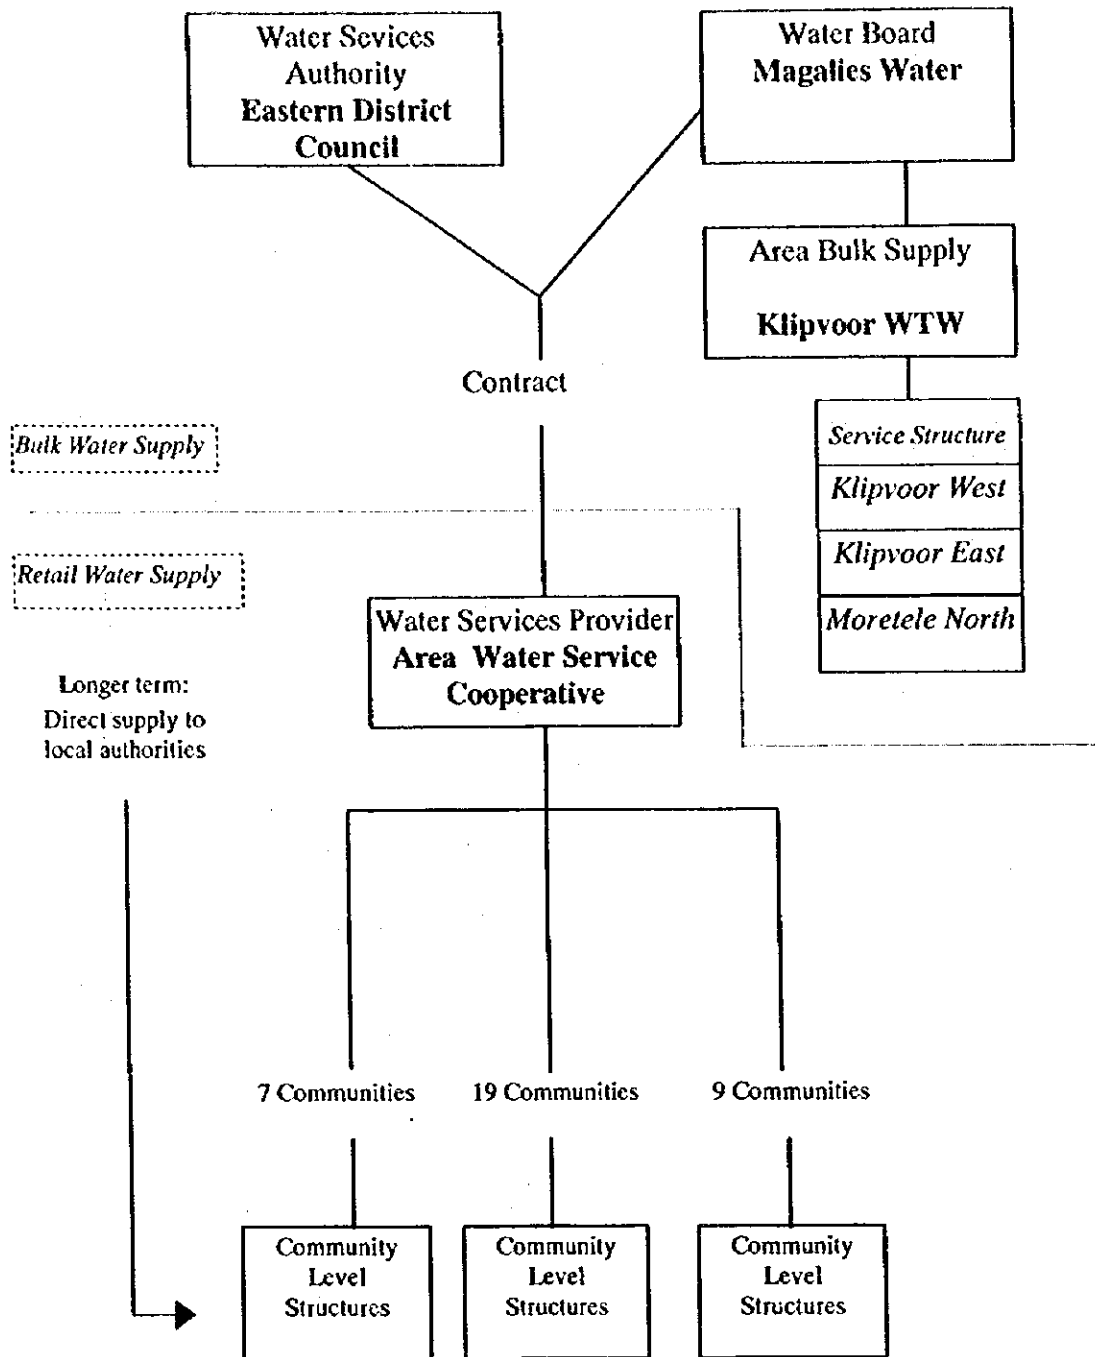 Water Sevices
Authority
Eastern District
Council
Water Board
Magalies Water
Area Bulk Supply
Klipvoor WTW
Contract
Bulk Water Supply
Service Structure
Klipvoor West
Klipvoor East
Moretele North
Retail Water Supply
Water Services Provider
Area Water Service
Cooperative
Longer term:
Direct supply to
local authorities
7 Communities
19 Communities
9 Communities
Community
Level
Structures
Community
Level
Structures
Community
Level
Structures